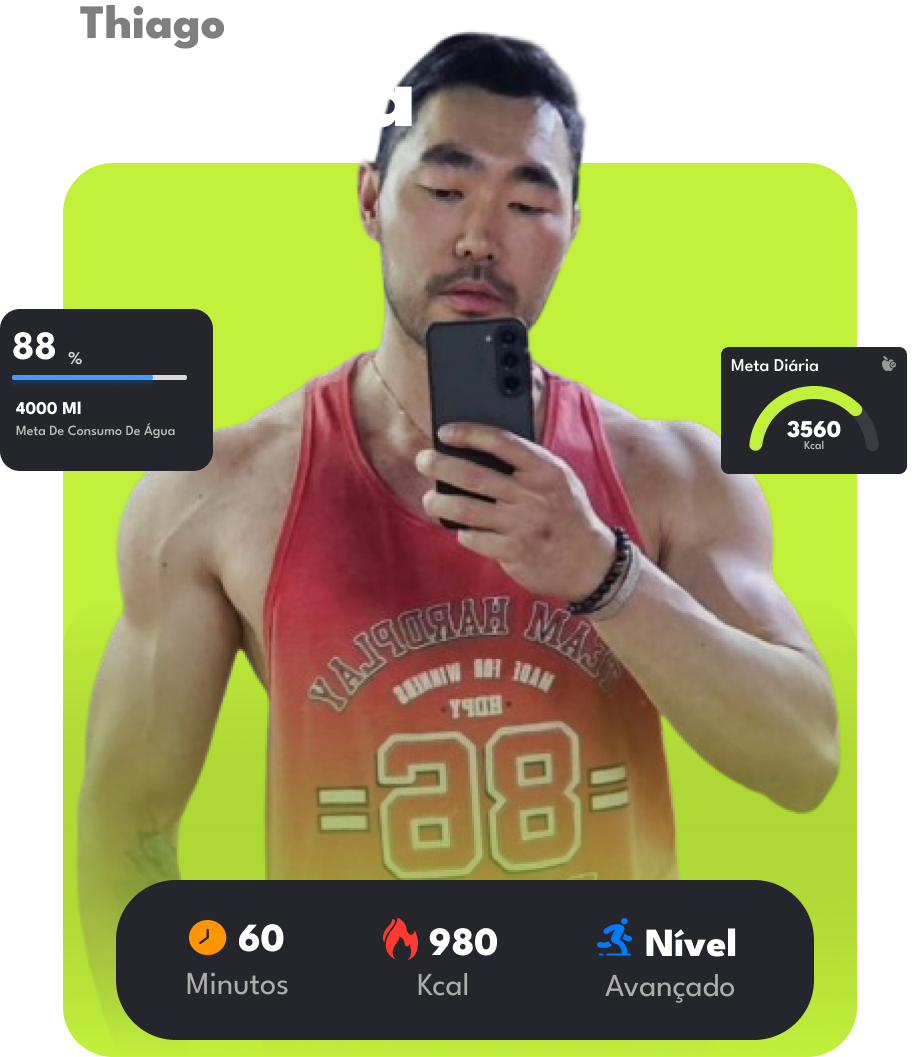 Thiago
a
88 %
4000 Ml
Meta De Consumo De Água
Meta Diária
3560
Kcal
TEAM HARDPLAY
MADE FOR WINNERS
HDPY
=86=
60
Minutos
980
Kcal
Nível
Avançado